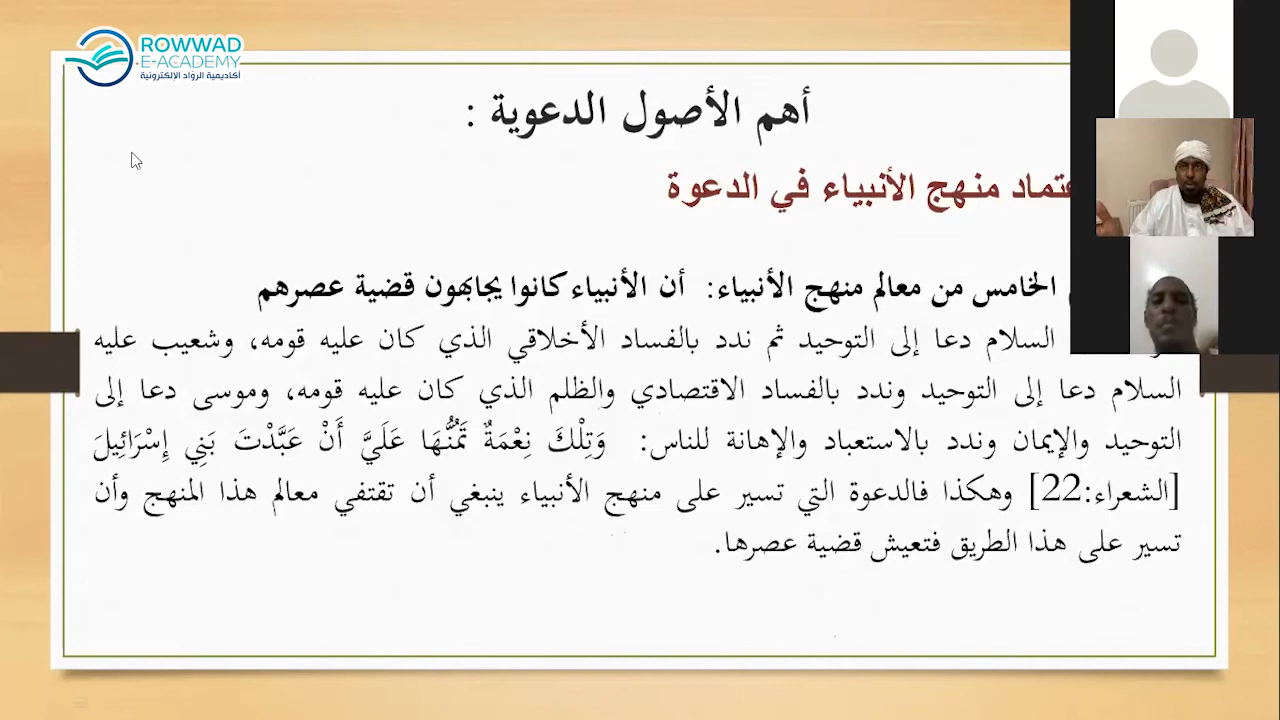 ROWWAD
E-ACADEMY
أكاديمية الرواد الإلكترونية
أهم الأصول الدعوية :
منهج الأنبياء في الدعوة
الخامس من معالم منهج الأنبياء: أن الأنبياء كانوا يجابهون قضية عصرهم
السلام دعا إلى التوحيد ثم ندد بالفساد الأخلاقي الذي كان عليه قومه، وشعيب عليه
السلام دعا إلى التوحيد وندد بالفساد الاقتصادي والظلم الذي كان عليه قومه، وموسى دعا إلى
التوحيد والإيمان وندد بالاستعباد والإهانة للناس: وَتِلْكَ نِعْمَةٌ تَمُنُّهَا عَلَيَّ أَنْ عَبَّدْتَ بَنِي إِسْرَائِيلَ
[الشعراء:22] وهكذا فالدعوة التي تسير على منهج الأنبياء ينبغي أن تقتفي معالم هذا المنهج وأن
تسير على هذا الطريق فتعيش قضية عصرها.